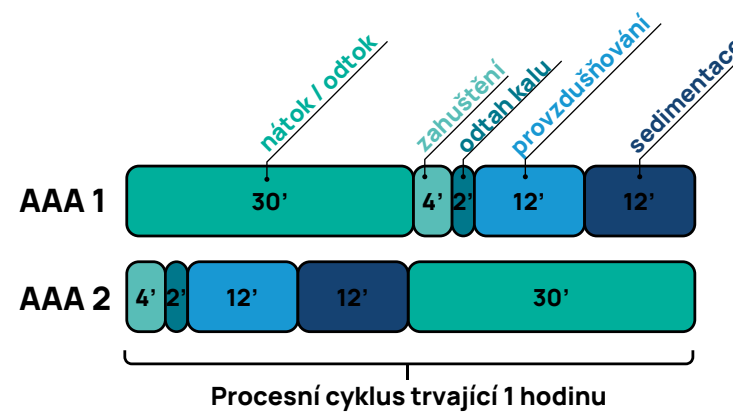 nátok / odtok
zahuštění
odtah kalu
provzdušňování
sedimentace
AAA 1
30’ 4’ 2’ 12’ 12’
AAA 2
4’ 2’ 12’ 12’ 30’
Procesní cyklus trvající 1 hodinu